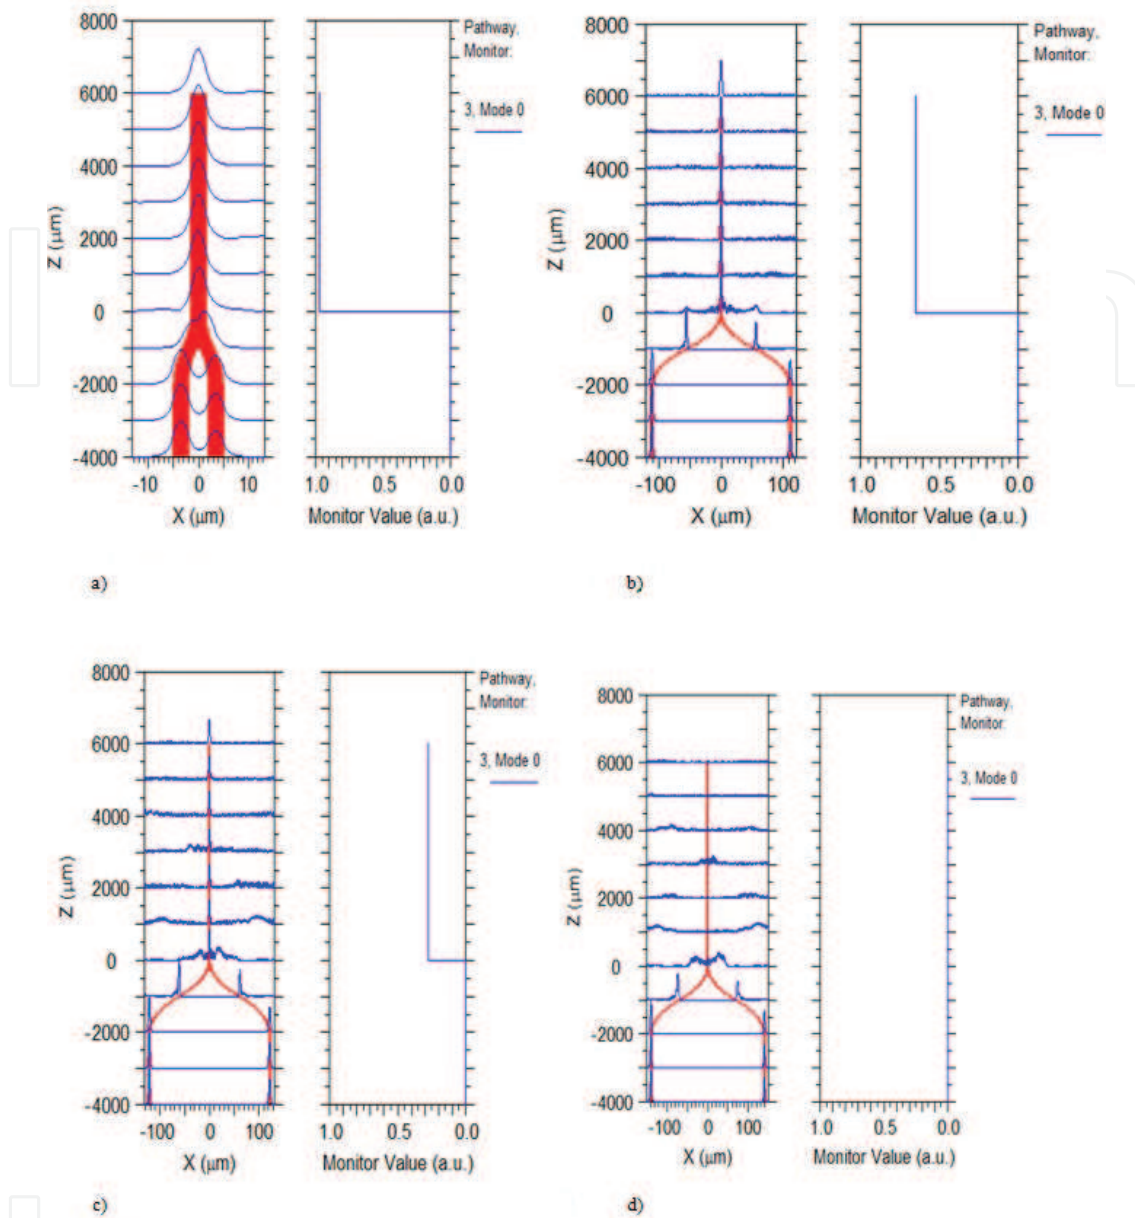 8000
6000
4000
2000
0
-2000
-4000
Z (μm)
-10 0 10
X (μm)
1.0 0.5 0.0
Monitor Value (a.u.)
Pathway,
Monitor:
3, Mode 0
a)
8000
6000
4000
2000
0
-2000
-4000
Z (μm)
-100 0 100
X (μm)
1.0 0.5 0.0
Monitor Value (a.u.)
Pathway,
Monitor:
3, Mode 0
b)
8000
6000
4000
2000
0
-2000
-4000
Z (μm)
-100 0 100
X (μm)
1.0 0.5 0.0
Monitor Value (a.u.)
Pathway,
Monitor:
3, Mode 0
c)
8000
6000
4000
2000
0
-2000
-4000
Z (μm)
-100 0 100
X (μm)
1.0 0.5 0.0
Monitor Value (a.u.)
Pathway,
Monitor:
3, Mode 0
d)